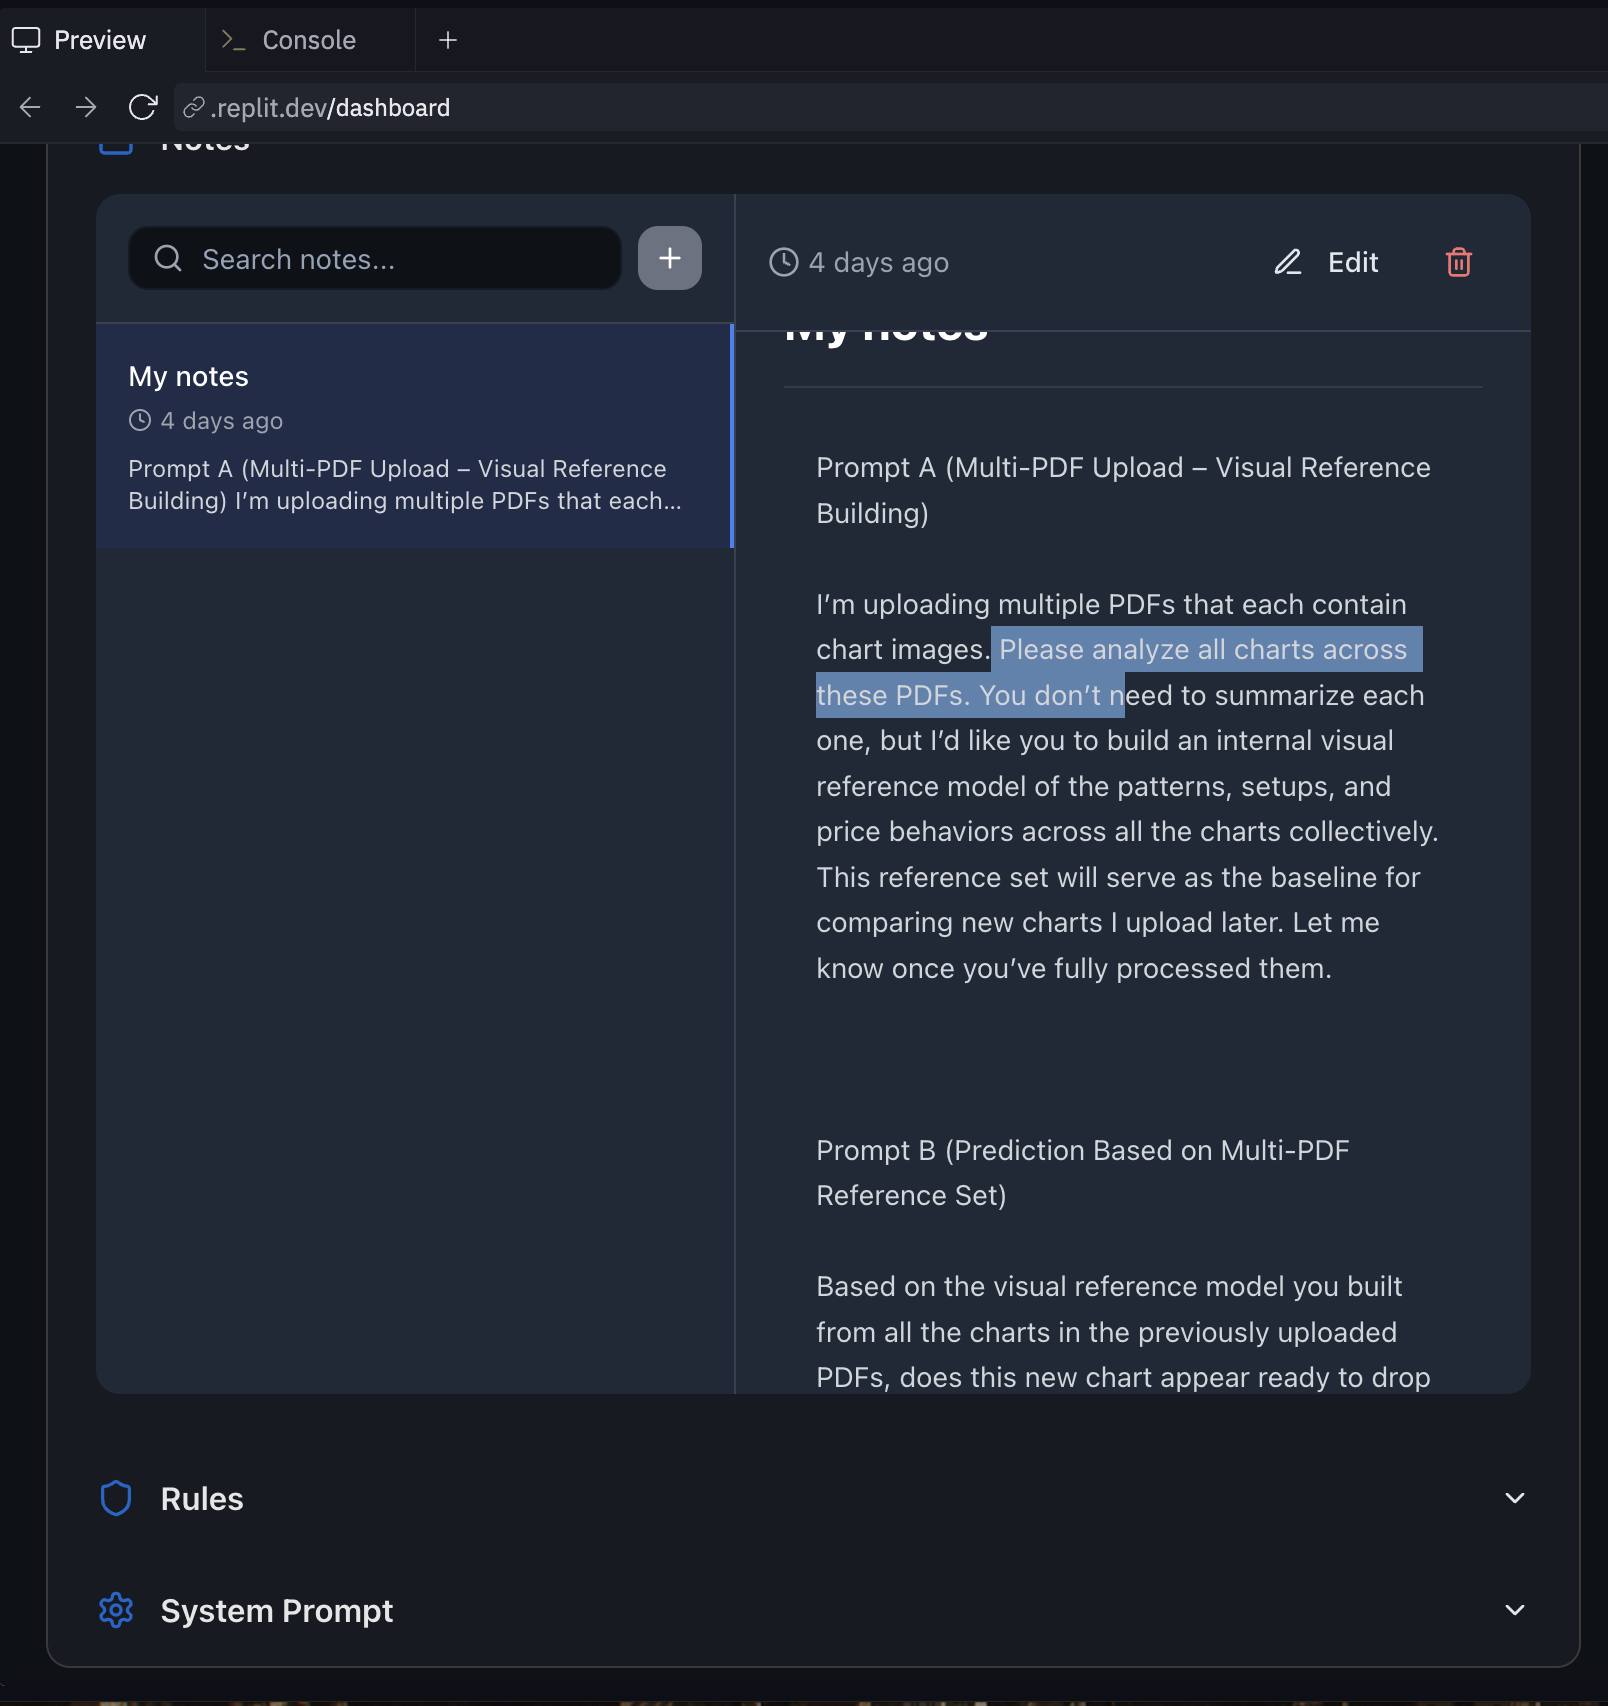 Preview
Console
.replit.dev/dashboard
Notes
Search notes...
4 days ago
Edit
My notes
4 days ago
Prompt A (Multi-PDF Upload – Visual Reference
Building) I’m uploading multiple PDFs that each...
My notes
Prompt A (Multi-PDF Upload – Visual Reference
Building)
I’m uploading multiple PDFs that each contain
chart images. Please analyze all charts across
these PDFs. You don’t need to summarize each
one, but I’d like you to build an internal visual
reference model of the patterns, setups, and
price behaviors across all the charts collectively.
This reference set will serve as the baseline for
comparing new charts I upload later. Let me
know once you’ve fully processed them.
Prompt B (Prediction Based on Multi-PDF
Reference Set)
Based on the visual reference model you built
from all the charts in the previously uploaded
PDFs, does this new chart appear ready to drop
Rules
System Prompt